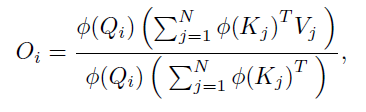 O_i = \frac{\phi(Q_i) \left( \sum_{j=1}^{N} \phi(K_j)^T V_j \right)}{\phi(Q_i) \left( \sum_{j=1}^{N} \phi(K_j)^T \right)},